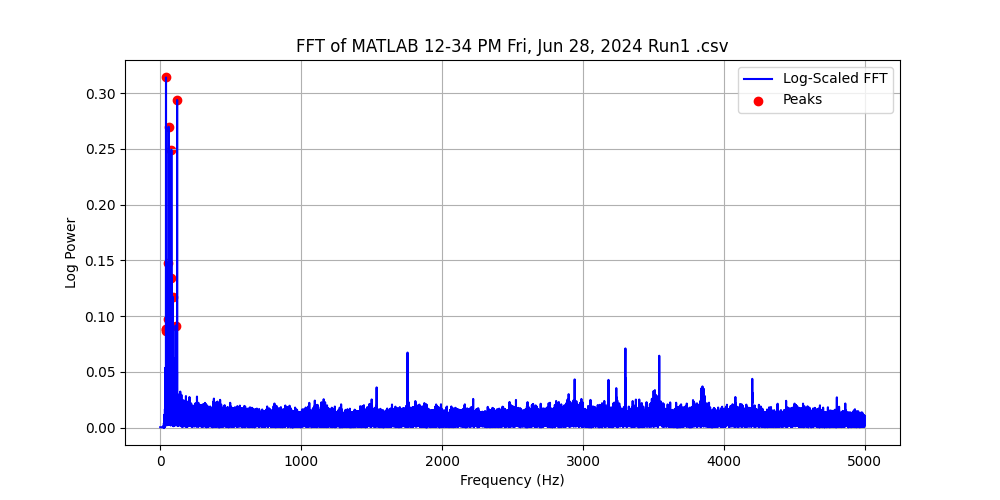 FFT of MATLAB 12-34 PM Fri, Jun 28, 2024 Run1 .csv
Log-Scaled FFT
Peaks
0.30
0.25
0.20
0.15
0.10
0.05
0.00
Log Power
0 1000 2000 3000 4000 5000
Frequency (Hz)